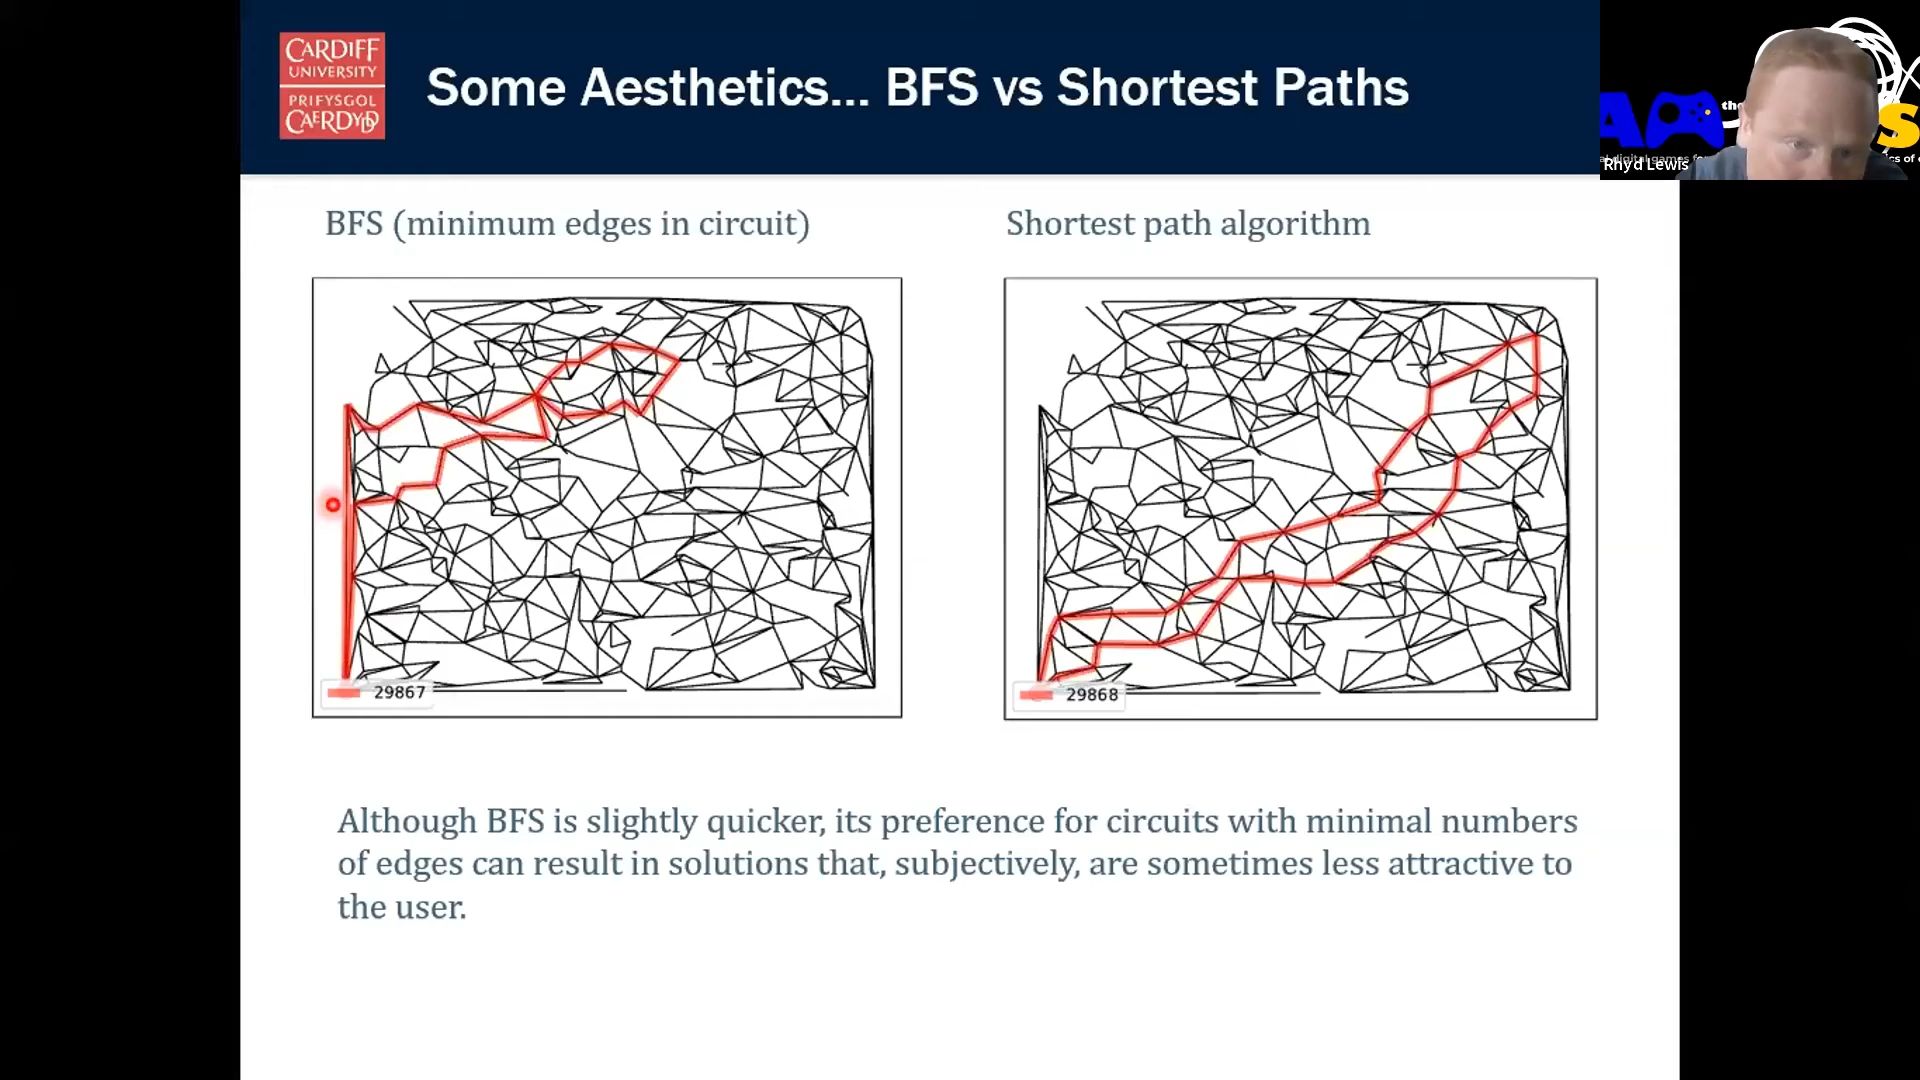 CARDIFF
UNIVERSITY
PRIFYSGOL
CAERDYDD
Some Aesthetics... BFS vs Shortest Paths
the
S
Rhyd Lewis
BFS (minimum edges in circuit)
Shortest path algorithm
29867
29868
Although BFS is slightly quicker, its preference for circuits with minimal numbers
of edges can result in solutions that, subjectively, are sometimes less attractive to
the user.